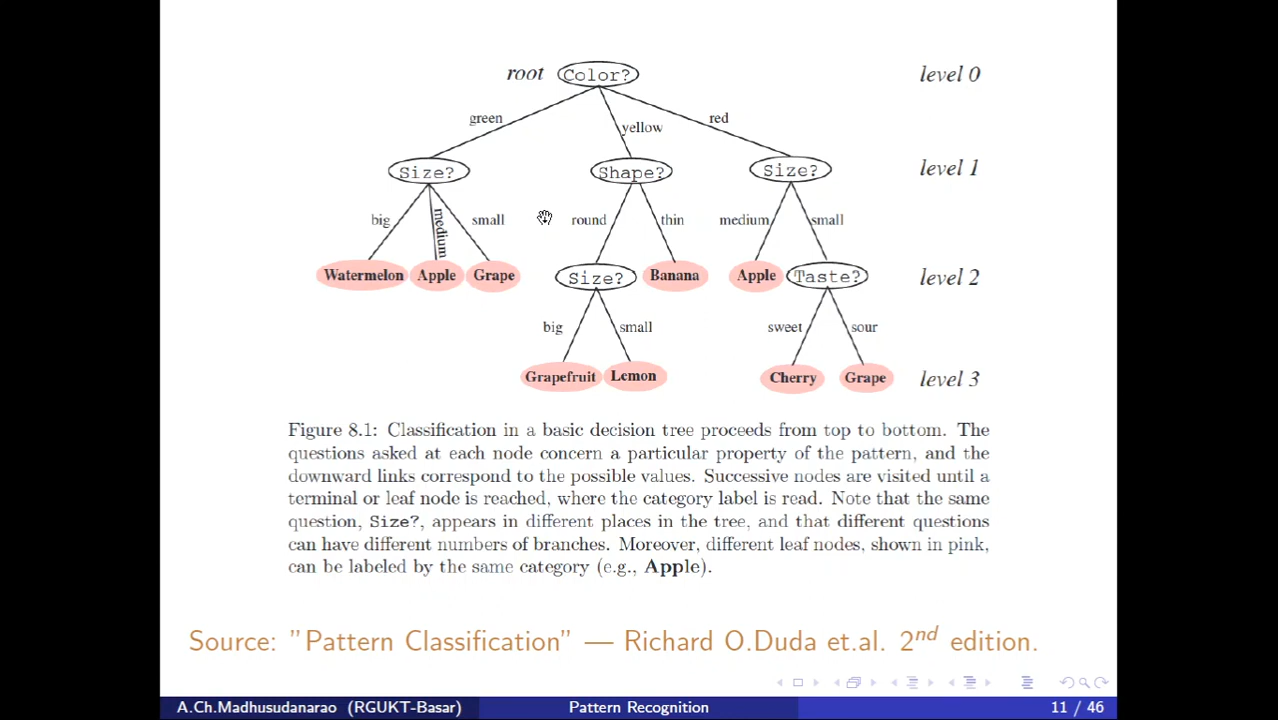 root Color? level 0
green yellow red
Size? Shape? Size? level 1
big medium small round thin medium small
Watermelon Apple Grape Size? Banana Apple Taste? level 2
big small sweet sour
Grapefruit Lemon Cherry Grape level 3
Figure 8.1: Classification in a basic decision tree proceeds from top to bottom. The
questions asked at each node concern a particular property of the pattern, and the
downward links correspond to the possible values. Successive nodes are visited until a
terminal or leaf node is reached, where the category label is read. Note that the same
question, Size?, appears in different places in the tree, and that different questions
can have different numbers of branches. Moreover, different leaf nodes, shown in pink,
can be labeled by the same category (e.g., Apple).
Source: "Pattern Classification" — Richard O.Duda et.al. 2nd edition.
A.Ch.Madhusudanarao (RGUKT-Basar) Pattern Recognition 11 / 46